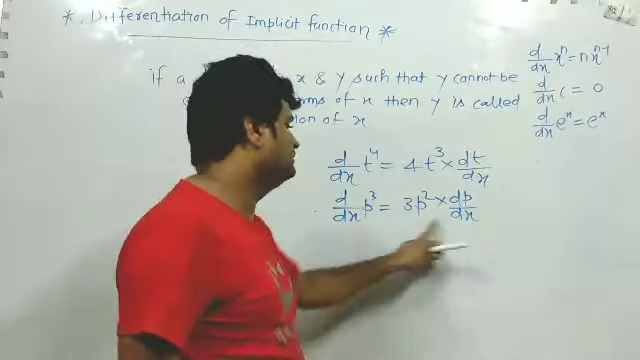 * Differentiation of Implicit function *
If a x & y such that y cannot be
rms of x then y is called
ion of x
d/dx t⁴ = 4t³ × dt/dx
d/dx p³ = 3p² × dp/dx
d/dx xⁿ = nxⁿ⁻¹
d/dx c = 0
d/dx eˣ = eˣ